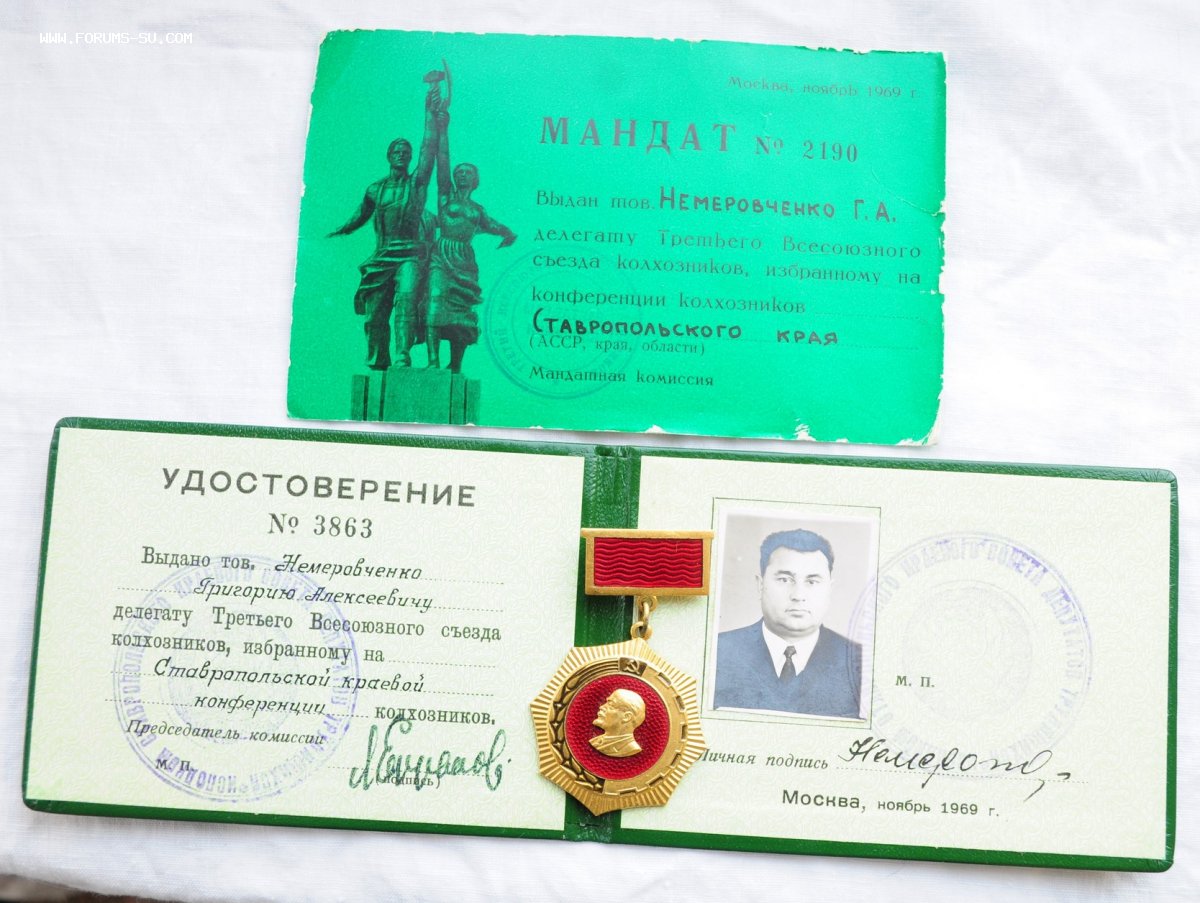 WWW.FORUMS-SU.COM
Москва, ноябрь 1969 г.
МАНДАТ № 2190
Выдан тов. Немеровченко Г. А.
делегату Третьего Всесоюзного
съезда колхозников, избранному на
конференции колхозников
Ставропольского края
(АССР, края, области)
Мандатная комиссия
УДОСТОВЕРЕНИЕ
№ 3863
Выдано тов. Немеровченко
Григорию Алексеевичу
делегату Третьего Всесоюзного съезда
колхозников, избранному на
Ставропольской краевой
конференции колхозников.
Председатель комиссии
м. П.
(подпись)
М. П.
Личная подпись
Москва, ноябрь 1969 г.